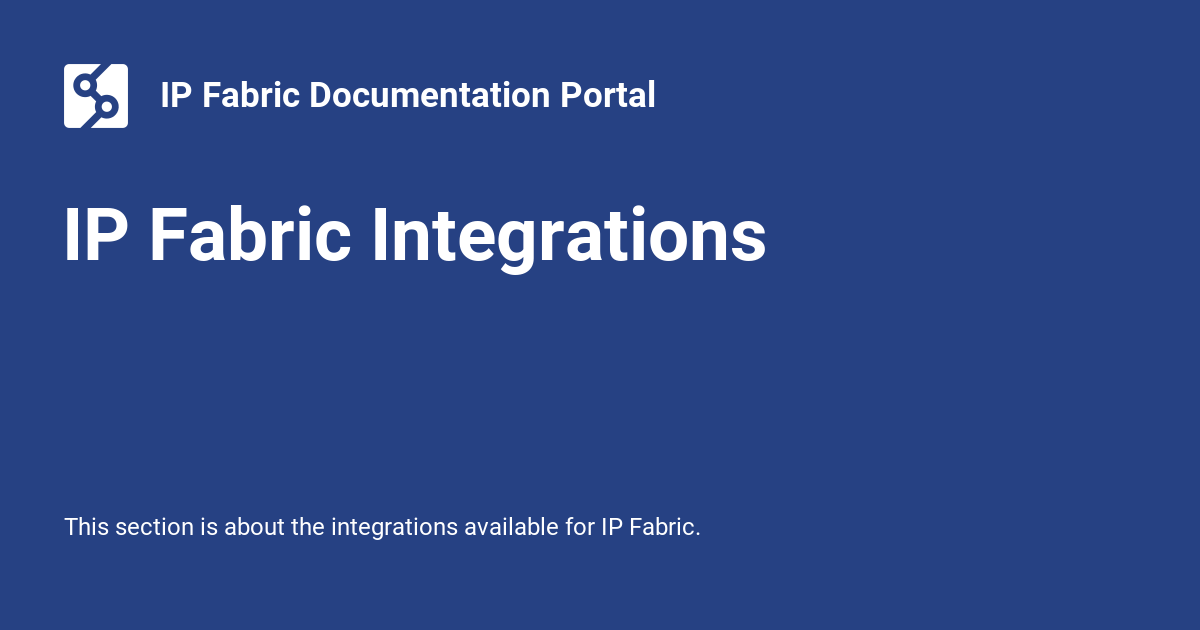 IP Fabric Documentation Portal
IP Fabric Integrations
This section is about the integrations available for IP Fabric.